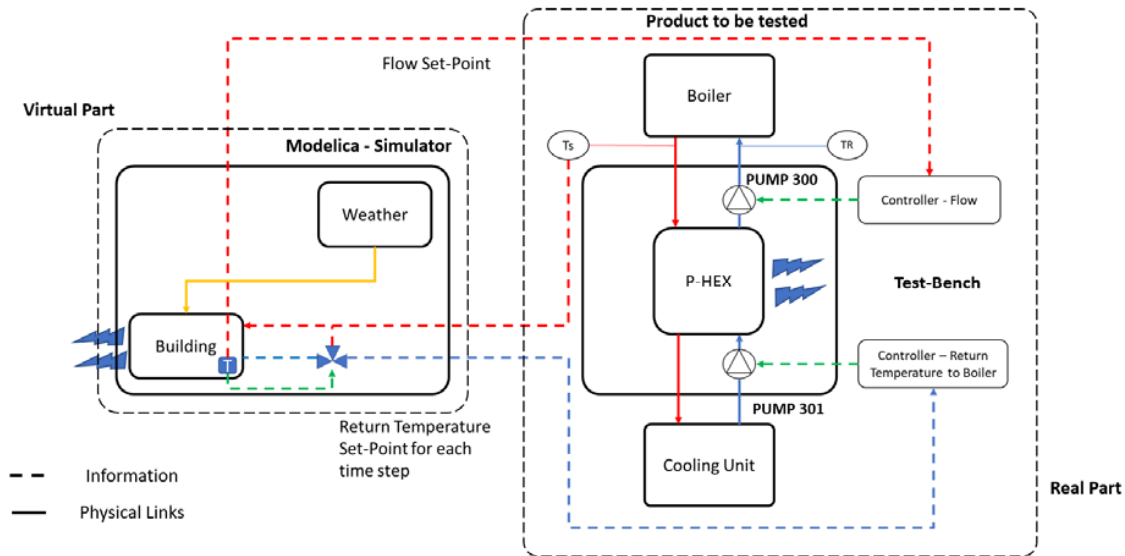 Product to be tested
Flow Set-Point
Boiler
Virtual Part
Modelica - Simulator
Ts
TR
PUMP 300
Weather
Controller - Flow
P-HEX
Test-Bench
Building
T
Controller – Return
Temperature to Boiler
PUMP 301
Return Temperature
Set-Point for each
time step
Cooling Unit
Information
Real Part
Physical Links